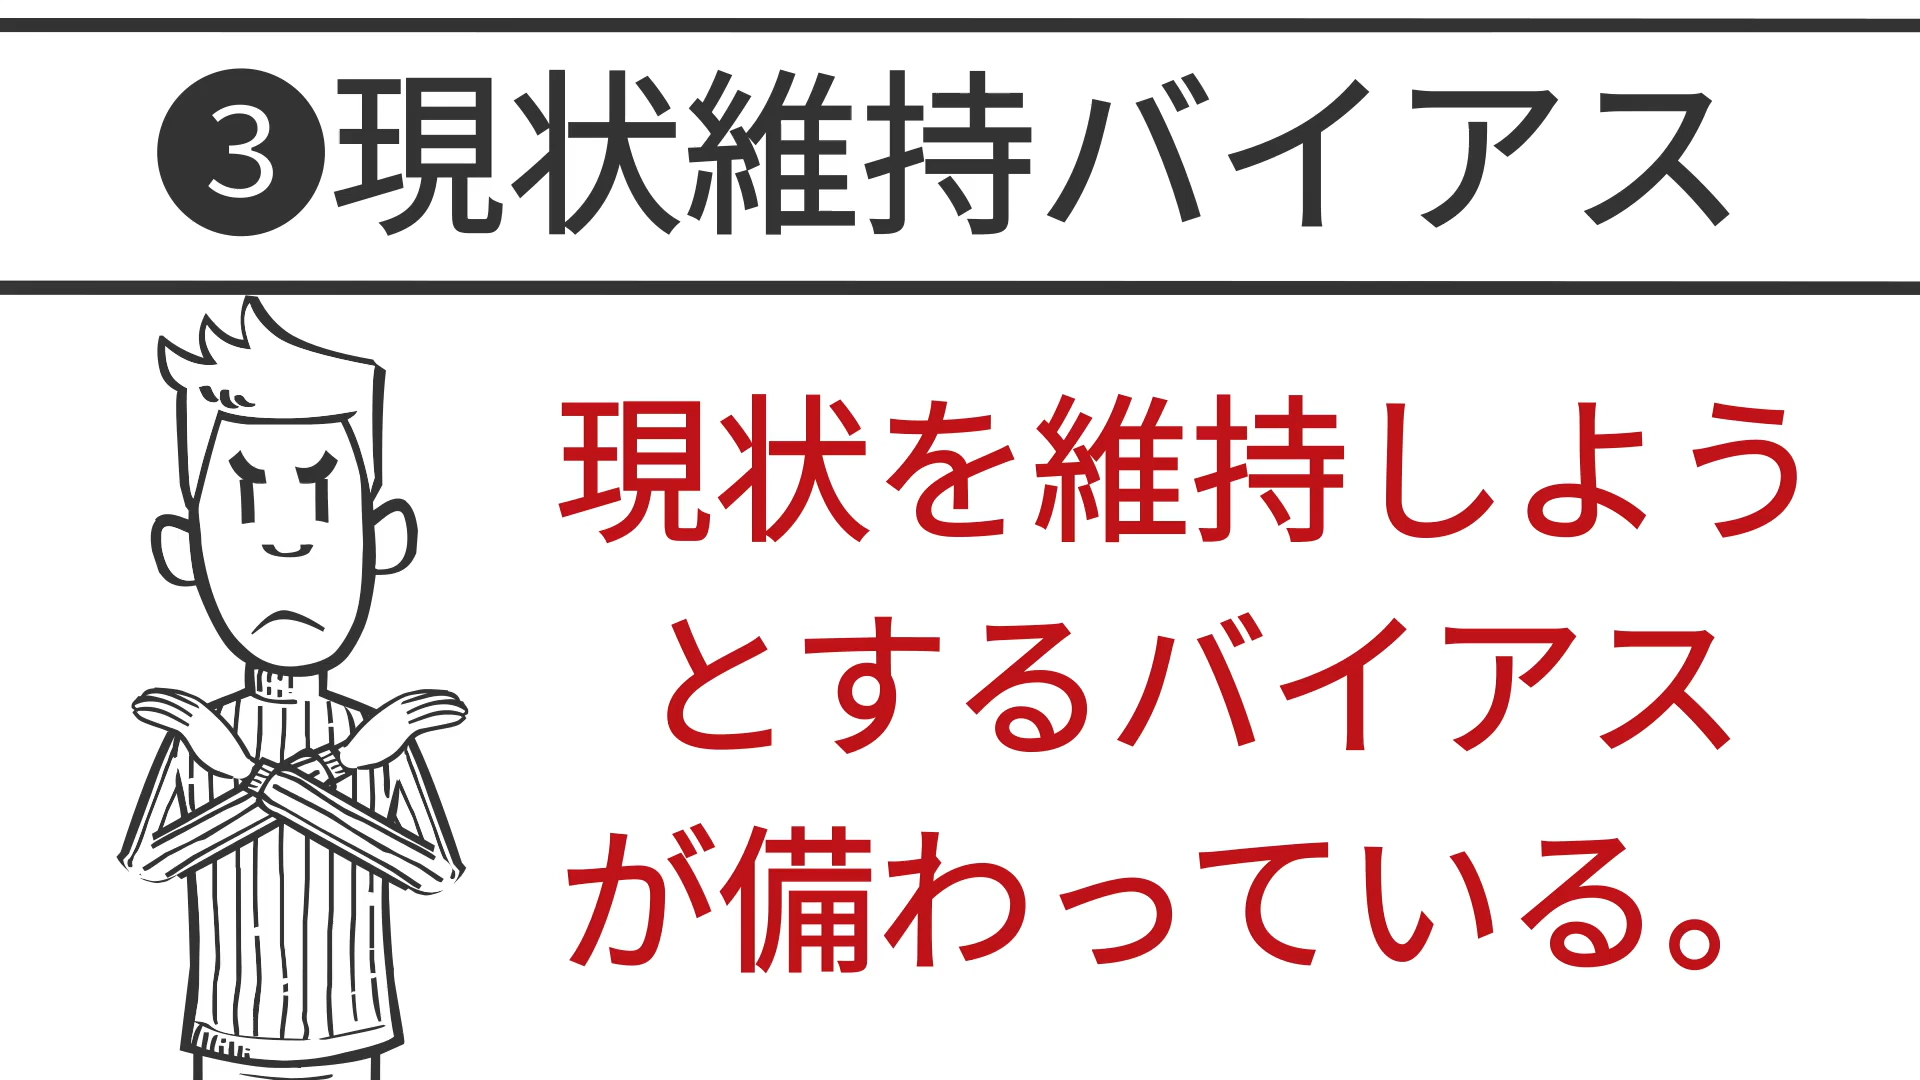 ❸現状維持バイアス
現状を維持しよう
とするバイアス
が備わっている。